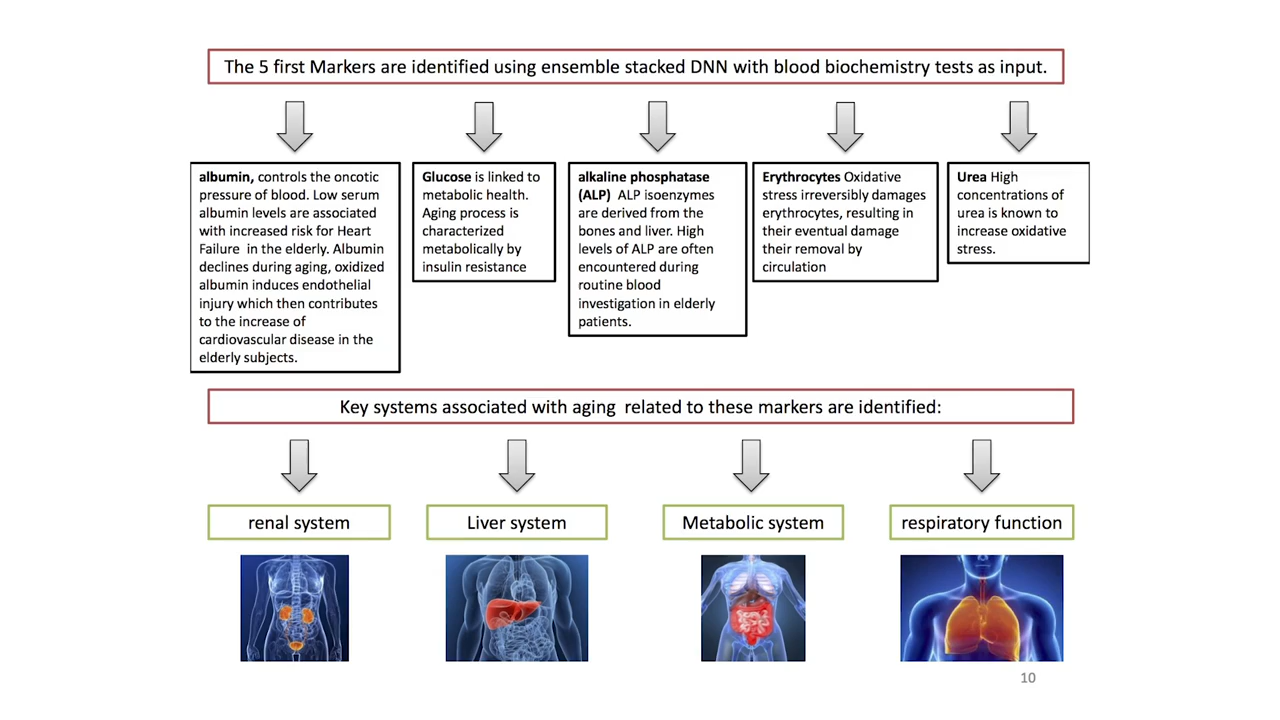 The 5 first Markers are identified using ensemble stacked DNN with blood biochemistry tests as input.
albumin, controls the oncotic
pressure of blood. Low serum
albumin levels are associated
with increased risk for Heart
Failure in the elderly. Albumin
declines during aging, oxidized
albumin induces endothelial
injury which then contributes
to the increase of
cardiovascular disease in the
elderly subjects.
Glucose is linked to
metabolic health.
Aging process is
characterized
metabolically by
insulin resistance
alkaline phosphatase
(ALP) ALP isoenzymes
are derived from the
bones and liver. High
levels of ALP are often
encountered during
routine blood
investigation in elderly
patients.
Erythrocytes Oxidative
stress irreversibly damages
erythrocytes, resulting in
their eventual damage
their removal by
circulation
Urea High
concentrations of
urea is known to
increase oxidative
stress.
Key systems associated with aging related to these markers are identified:
renal system
Liver system
Metabolic system
respiratory function
10